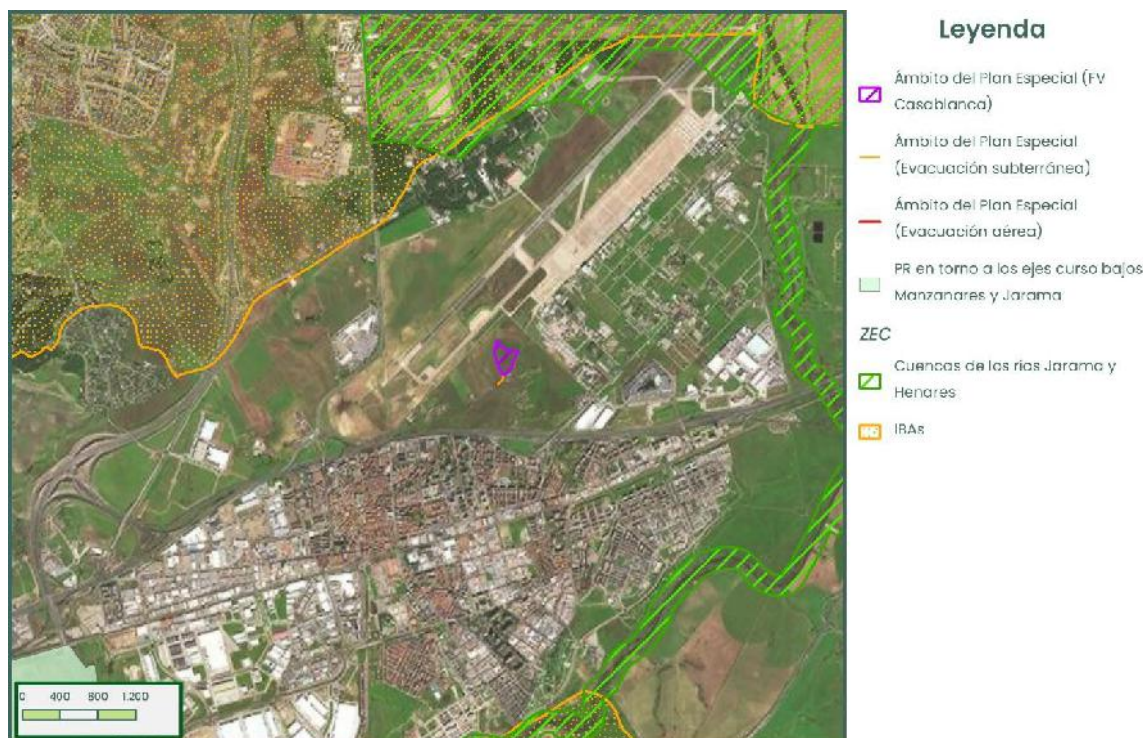 Leyenda
Ámbito del Plan Especial (FV
Casablanca)
Ámbito del Plan Especial
(Evacuación subterránea)
Ámbito del Plan Especial
(Evacuación aérea)
PR en torno a los ejes curso bajos
Manzanares y Jarama
ZEC
Cuencas de los ríos Jarama y
Henares
IBAs
0 400 800 1.200